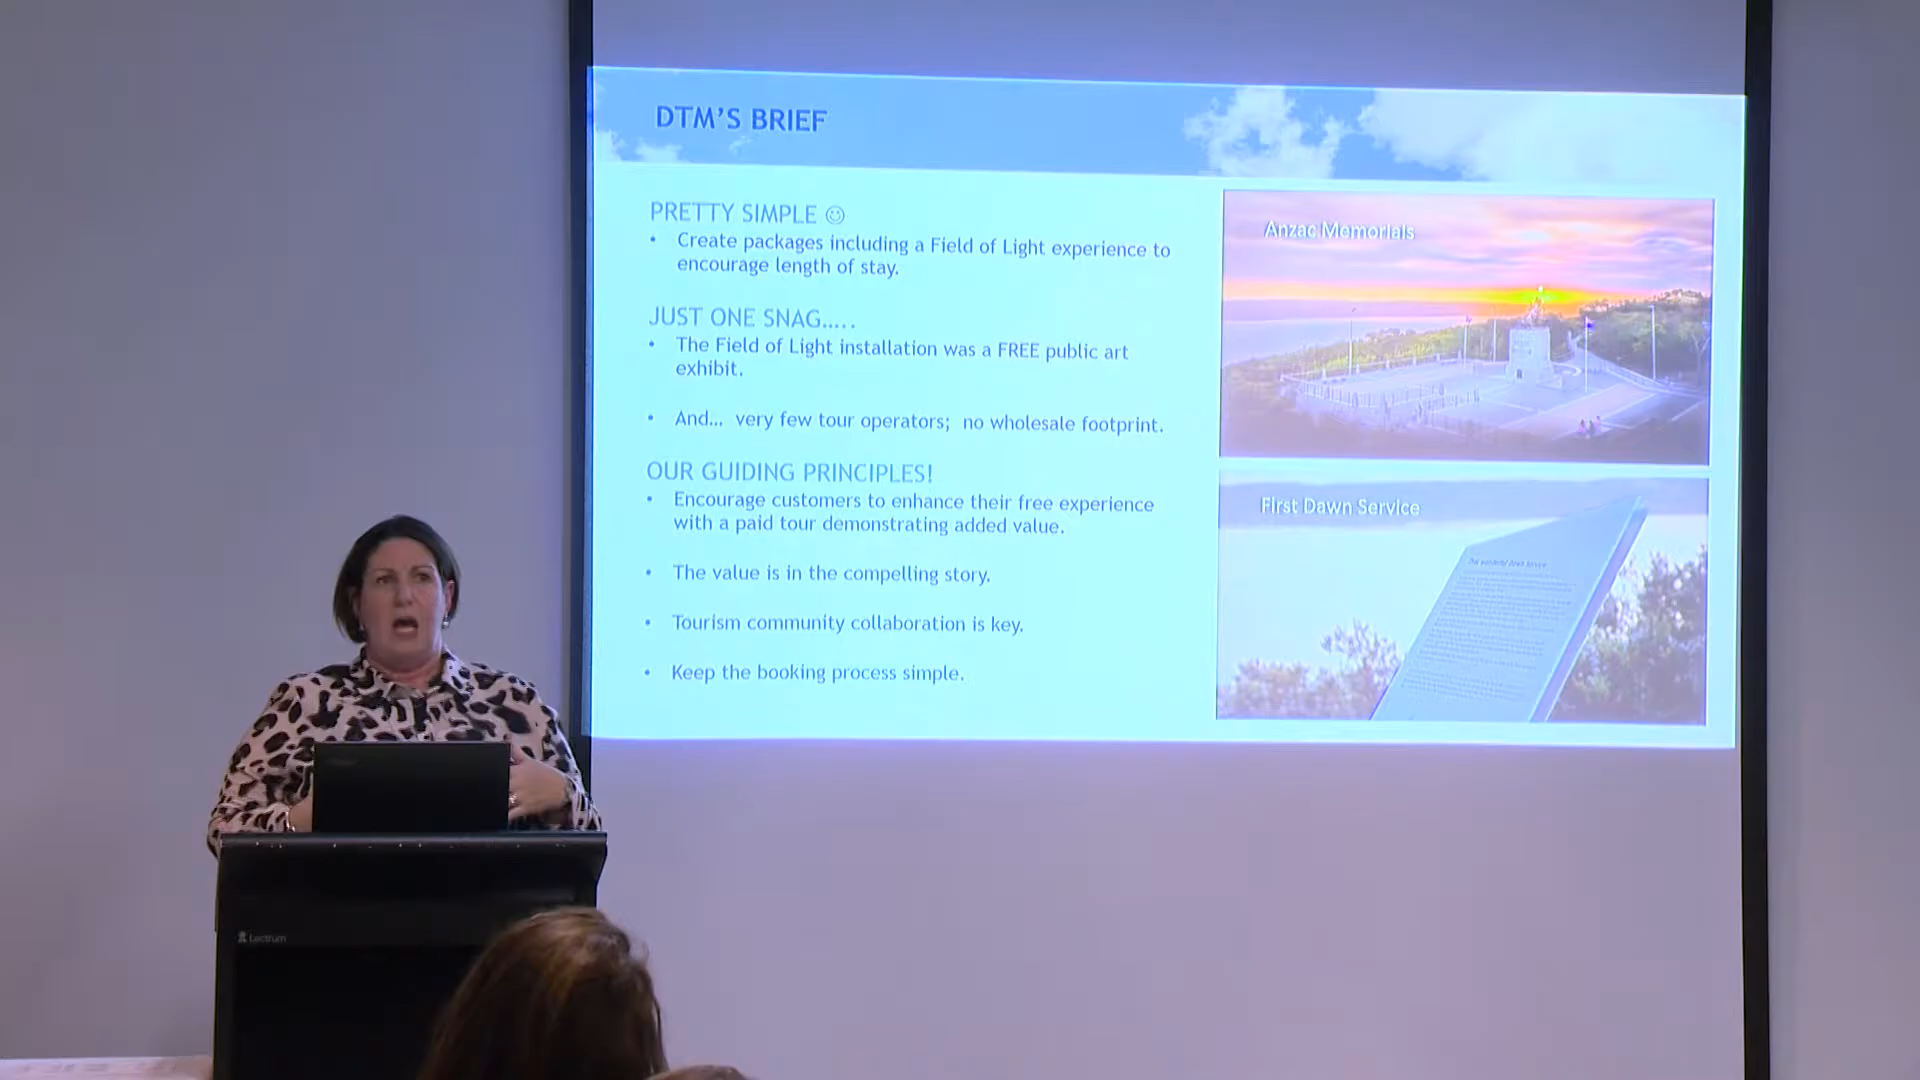 DTM'S BRIEF
PRETTY SIMPLE ☺
• Create packages including a Field of Light experience to
encourage length of stay.
JUST ONE SNAG.....
• The Field of Light installation was a FREE public art
exhibit.
• And... very few tour operators; no wholesale footprint.
OUR GUIDING PRINCIPLES!
• Encourage customers to enhance their free experience
with a paid tour demonstrating added value.
• The value is in the compelling story.
• Tourism community collaboration is key.
• Keep the booking process simple.
Anzac Memorials
First Dawn Service
Lectrum